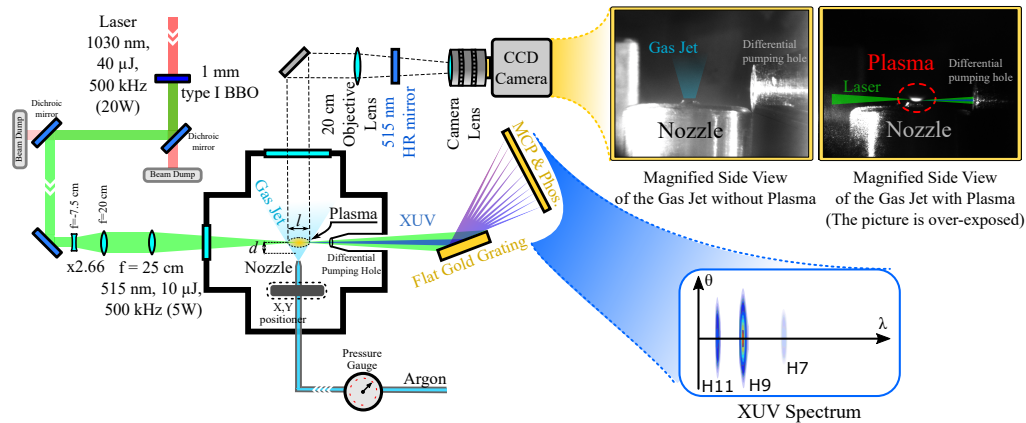 Laser
1030 nm,
40 µJ,
500 kHz
(20W)
1 mm
type I BBO
Dichroic
mirror
Beam Dump
Dichroic
mirror
Beam Dump
f=-7.5 cm
f=20 cm
x2.66
f = 25 cm
515 nm, 10 µJ,
500 kHz (5W)
20 cm
Objective
Lens
515 nm
HR mirror
Camera
Lens
CCD
Camera
Gas Jet
l
Plasma
d
Nozzle
Differential
Pumping Hole
X,Y
positioner
XUV
Flat Gold Grating
MCP & Phos.
Pressure
Gauge
Argon
Gas Jet
Differential
pumping hole
Nozzle
Magnified Side View
of the Gas Jet without Plasma
Plasma
Differential
pumping hole
Laser
Nozzle
Magnified Side View
of the Gas Jet with Plasma
(The picture is over-exposed)
θ
λ
H11
H9
H7
XUV Spectrum